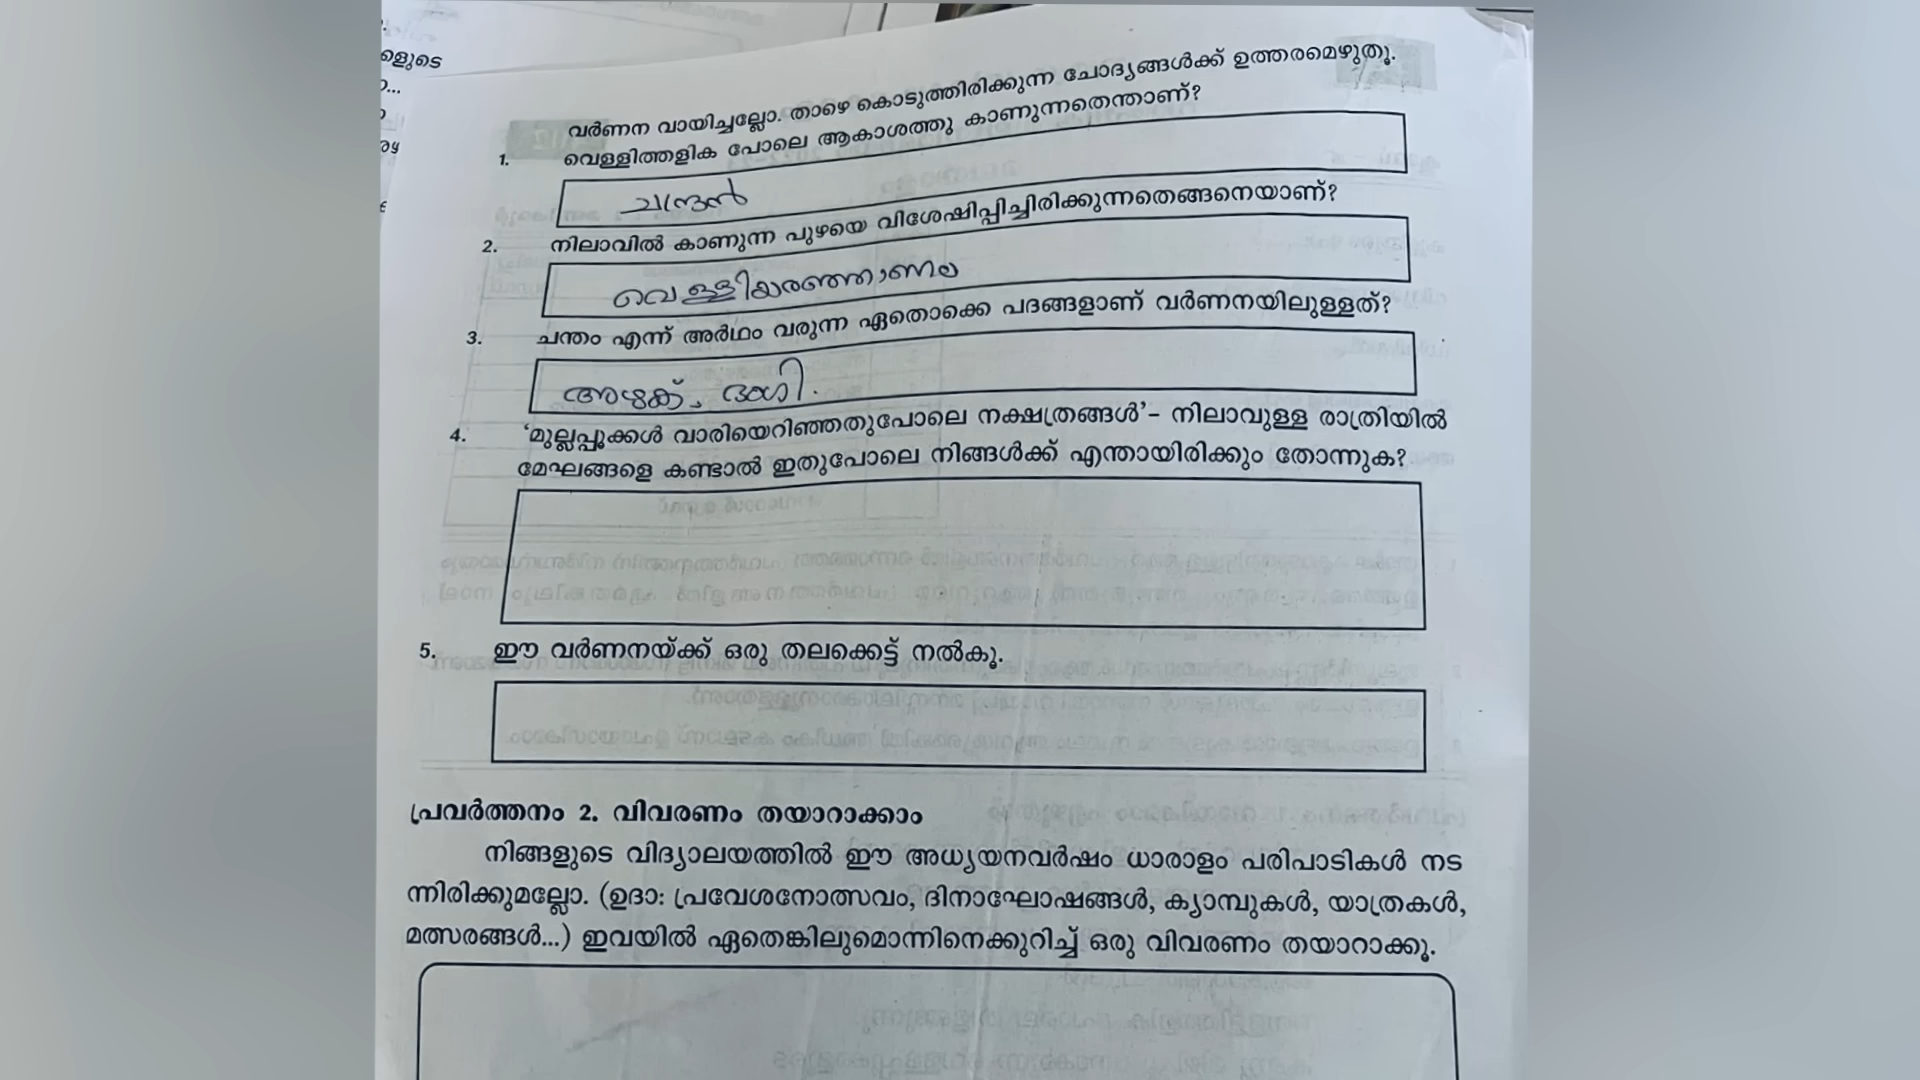 ളുടെ
വർണന വായിച്ചല്ലോ. താഴെ കൊടുത്തിരിക്കുന്ന ചോദ്യങ്ങൾക്ക് ഉത്തരമെഴുതൂ.
1. വെള്ളിത്തളിക പോലെ ആകാശത്തു കാണുന്നതെന്താണ്?
ചന്ദ്രൻ
2. നിലാവിൽ കാണുന്ന പുഴയെ വിശേഷിപ്പിച്ചിരിക്കുന്നതെങ്ങനെയാണ്?
വെള്ളിയരഞ്ഞാണം
3. ചന്തം എന്ന് അർഥം വരുന്ന ഏതൊക്കെ പദങ്ങളാണ് വർണനയിലുള്ളത്?
അഴക്, ഭംഗി.
4. ‘മുല്ലപ്പൂക്കൾ വാരിയെറിഞ്ഞതുപോലെ നക്ഷത്രങ്ങൾ’– നിലാവുള്ള രാത്രിയിൽ
മേഘങ്ങളെ കണ്ടാൽ ഇതുപോലെ നിങ്ങൾക്ക് എന്തായിരിക്കും തോന്നുക?
5. ഈ വർണനയ്ക്ക് ഒരു തലക്കെട്ട് നൽകൂ.
പ്രവർത്തനം 2. വിവരണം തയാറാക്കാം
നിങ്ങളുടെ വിദ്യാലയത്തിൽ ഈ അധ്യയനവർഷം ധാരാളം പരിപാടികൾ നട
ന്നിരിക്കുമല്ലോ. (ഉദാ: പ്രവേശനോത്സവം, ദിനാഘോഷങ്ങൾ, ക്യാമ്പുകൾ, യാത്രകൾ,
മത്സരങ്ങൾ...) ഇവയിൽ ഏതെങ്കിലുമൊന്നിനെക്കുറിച്ച് ഒരു വിവരണം തയാറാക്കൂ.